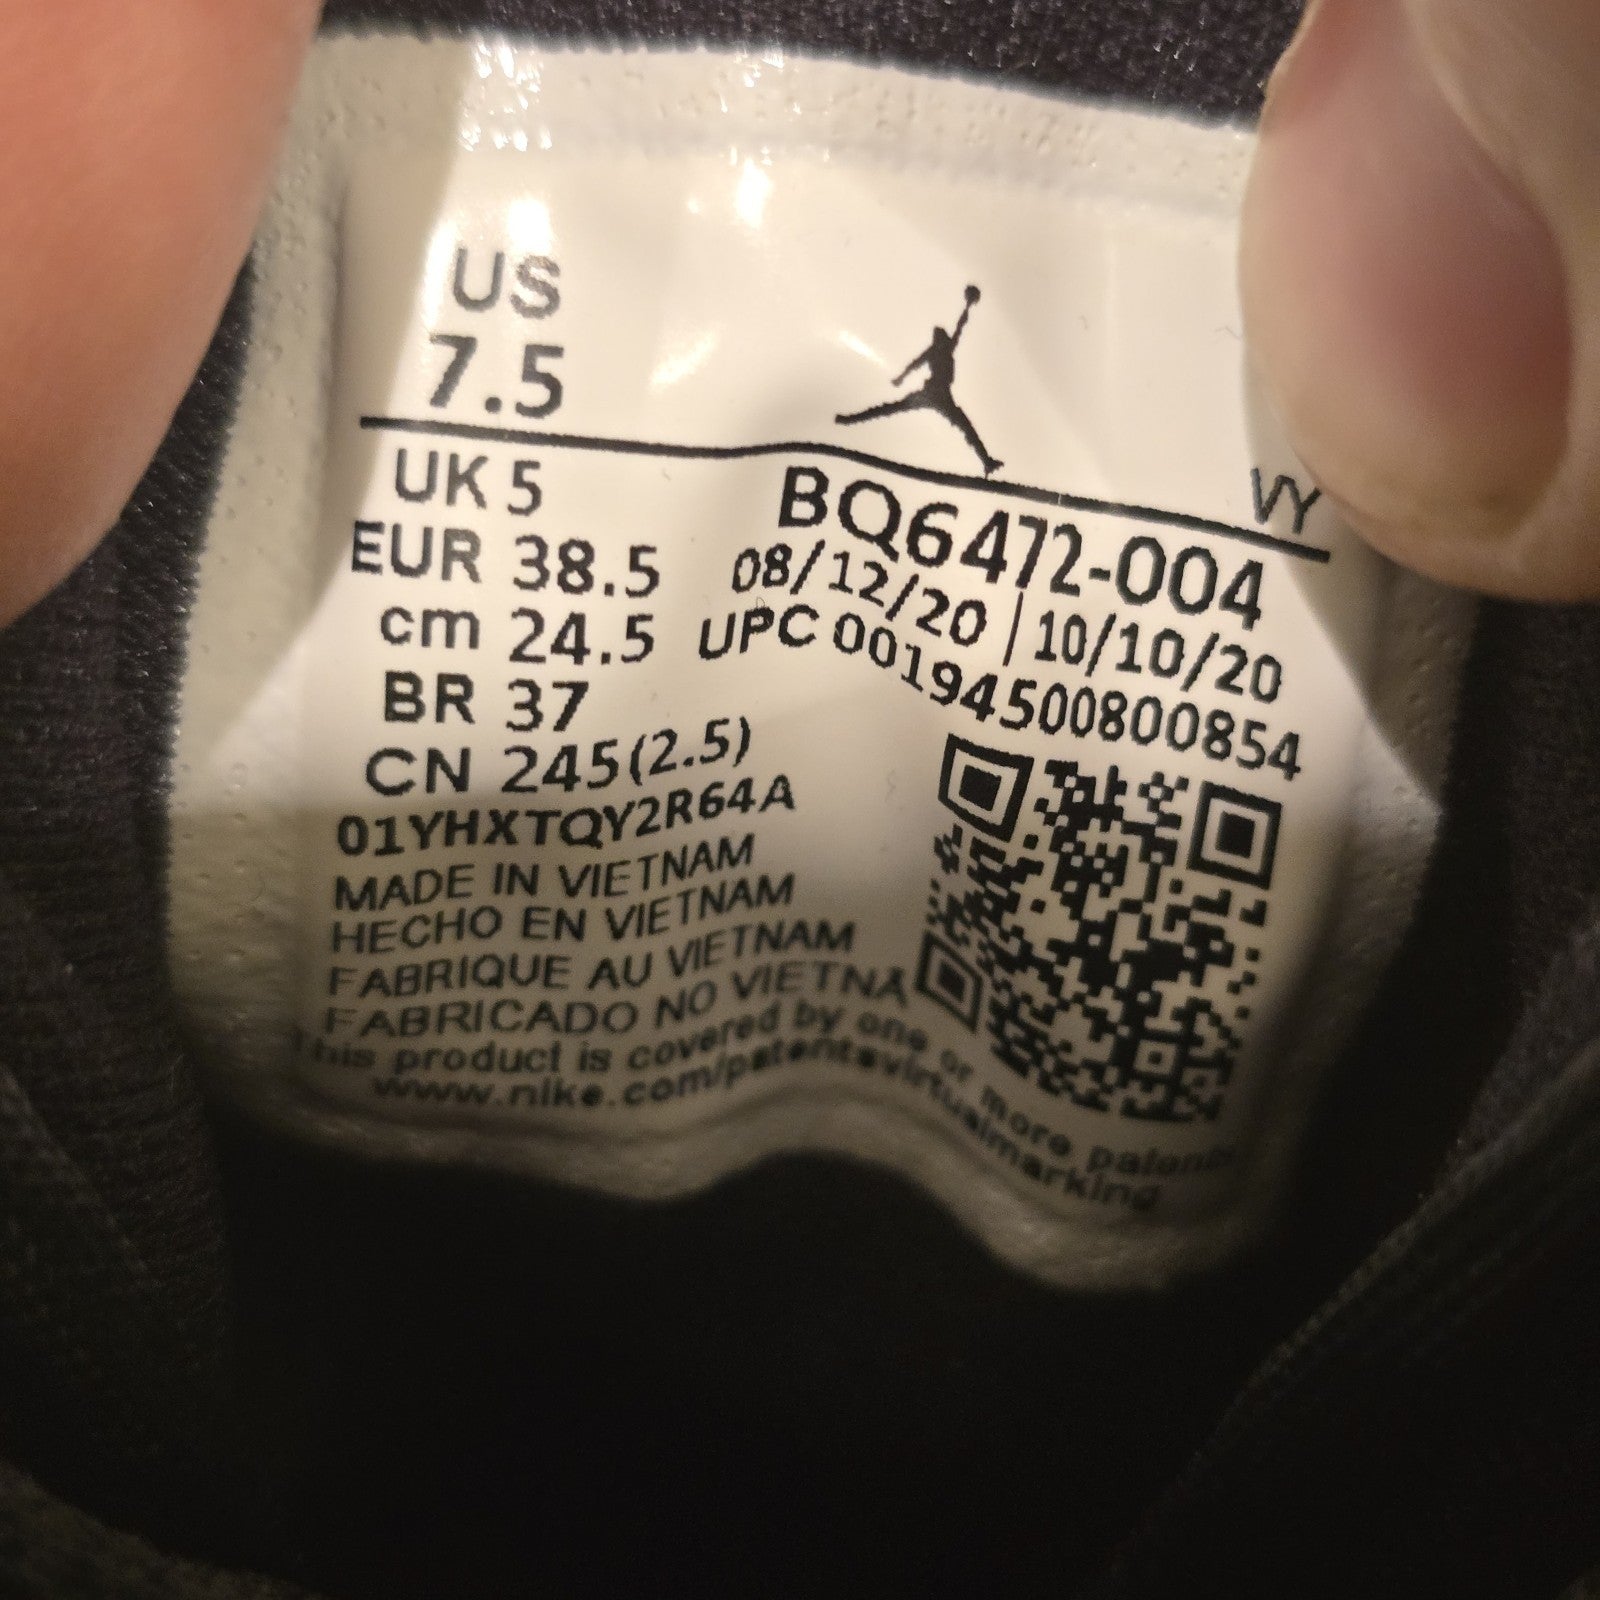 US
7.5
VY
UK 5
EUR 38.5
cm 24.5
BR 37
CN 245(2.5)
BQ6472-004
08/12/20 | 10/10/20
UPC 00194500800854
01YHXTQY2R64A
MADE IN VIETNAM
HECHO EN VIETNAM
FABRIQUE AU VIETNAM
FABRICADO NO VIETNA
This product is covered by one or more patents
www.nike.com/patentsvirtualmarking